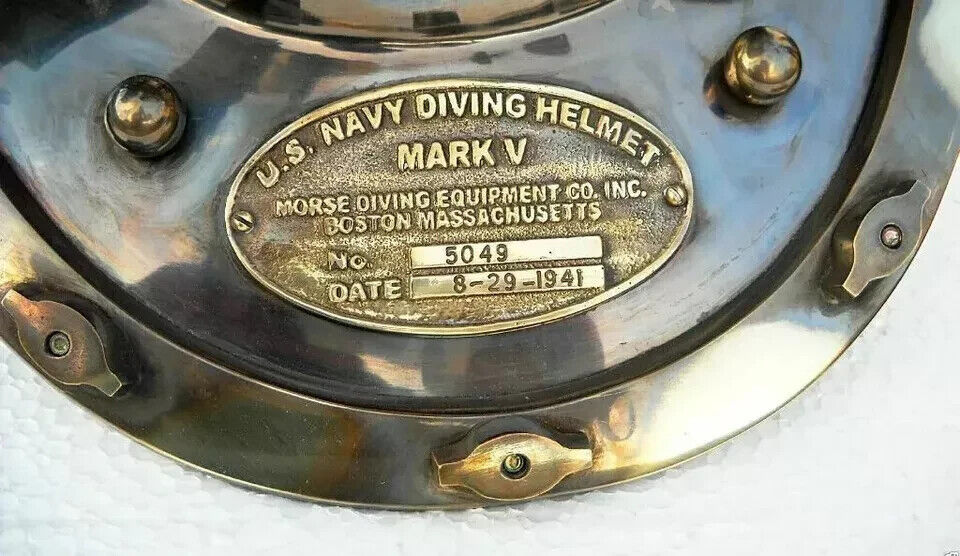 U.S. NAVY DIVING HELMET
MARK V
MORSE DIVING EQUIPMENT CO. INC.
BOSTON MASSACHUSETTS
No. 5049
DATE 8-29-1941